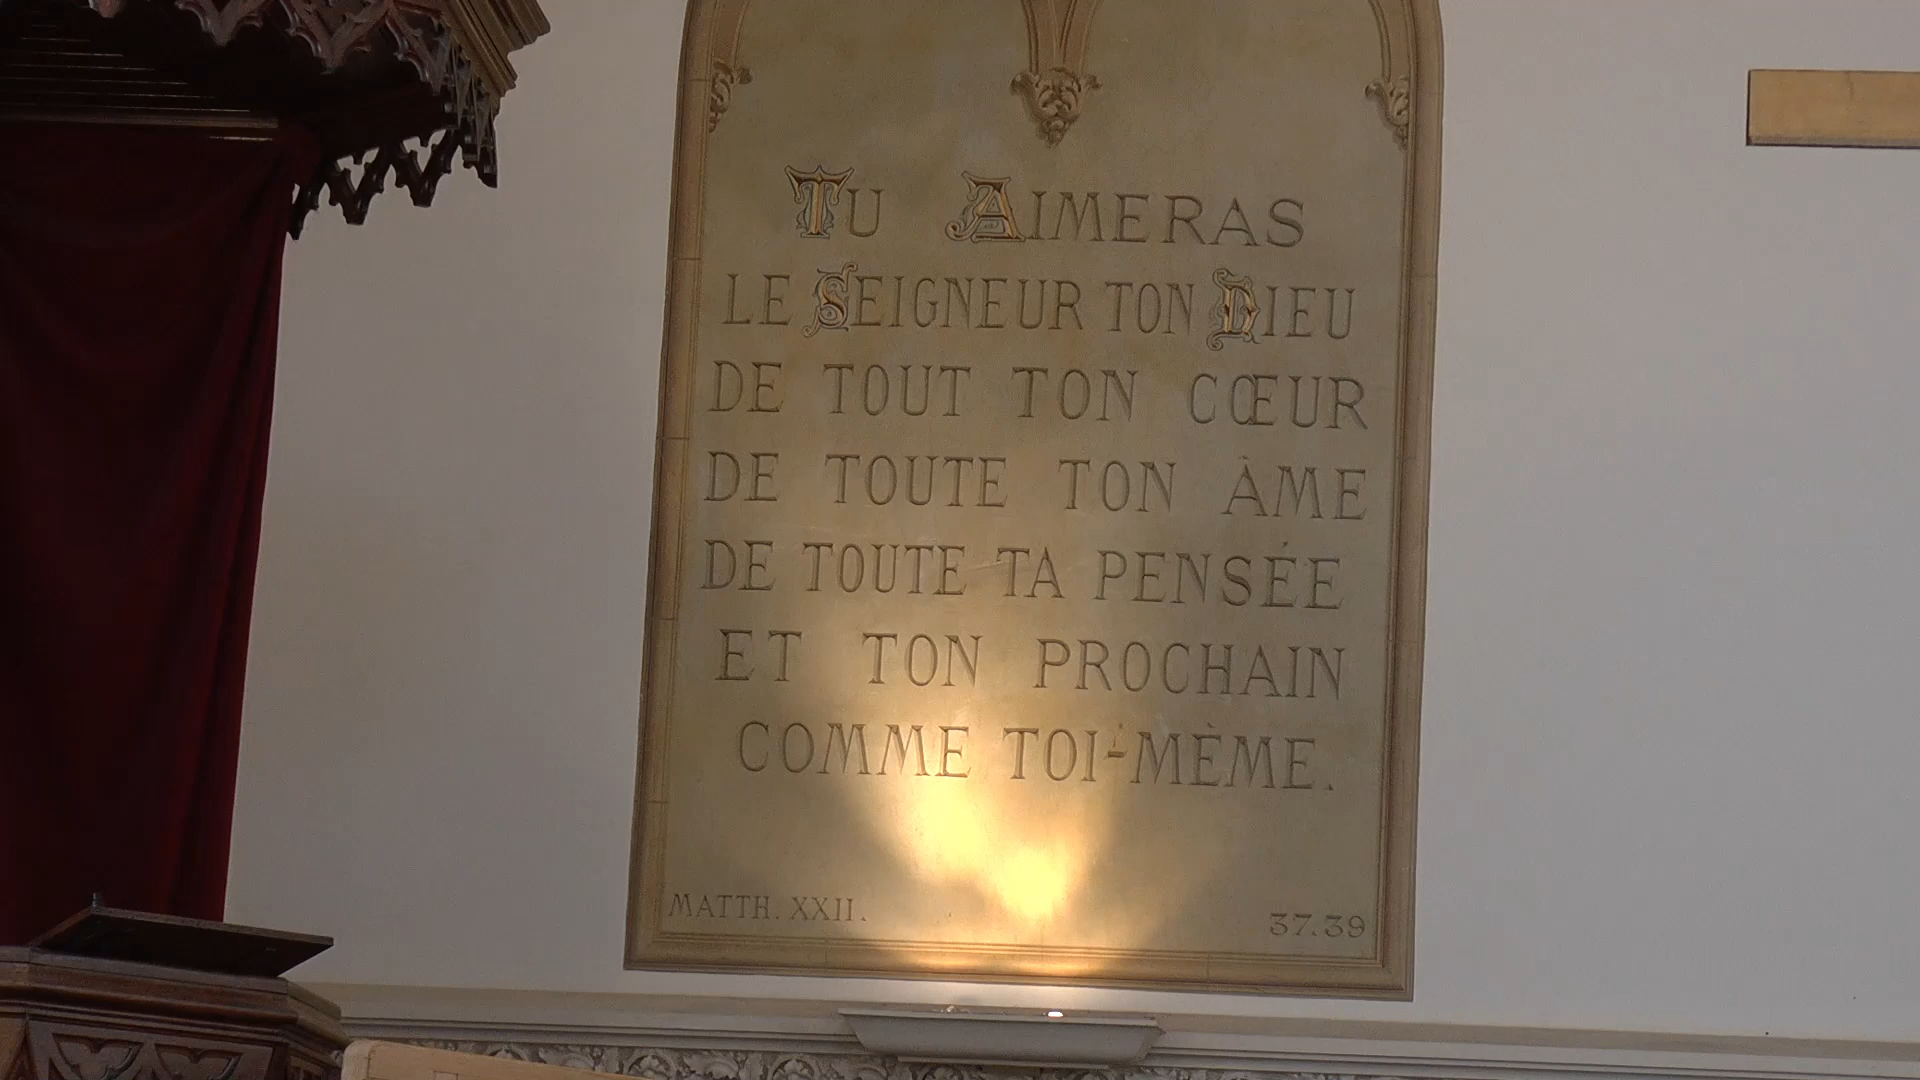 TU AIMERAS
LE SEIGNEUR TON DIEU
DE TOUT TON CŒUR
DE TOUTE TON ÂME
DE TOUTE TA PENSÉE
ET TON PROCHAIN
COMME TOI-MÊME.
MATTH. XXII. 37.39